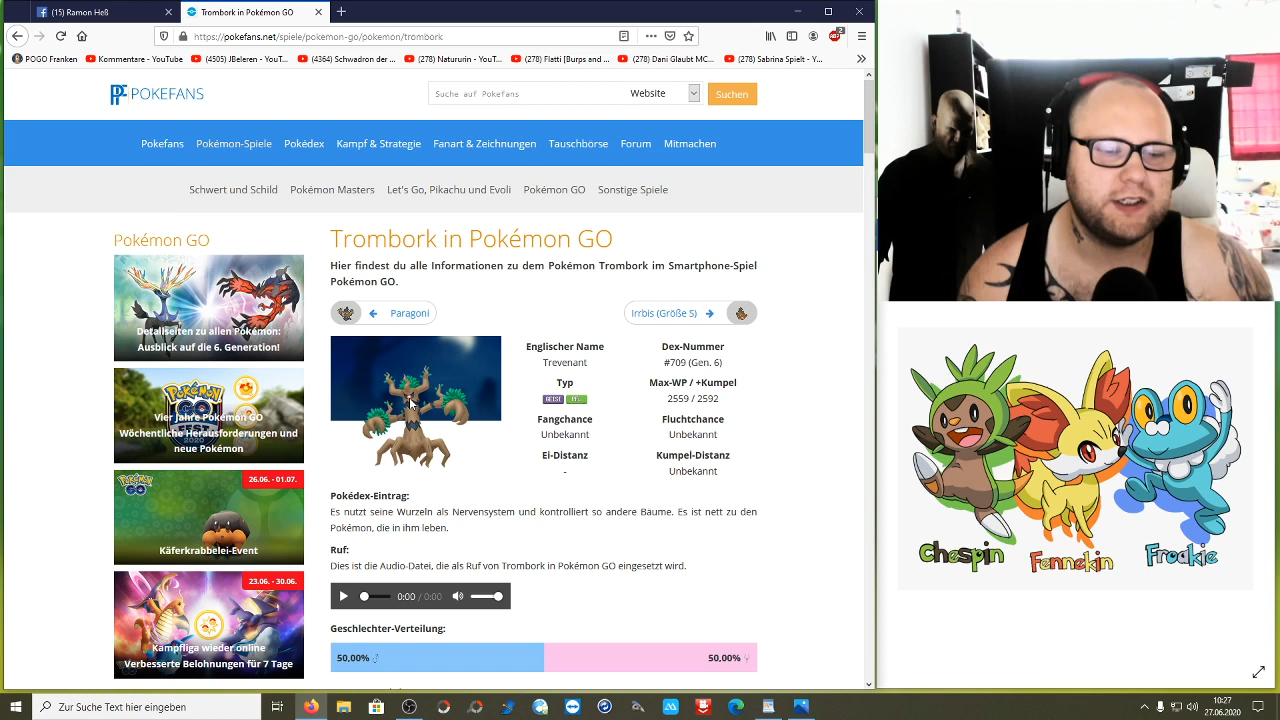 (15) Ramon Heß
Trombork in Pokémon GO
https://pokefans.net/spiele/pokemon-go/pokemon/trombork
POGO Franken
Kommentare - YouTube
(4505) JBeleren - YouT...
(4364) Schwadron der ...
(278) Natururin - YouT...
(278) Flatti [Burps and ...
(278) Dani Glaubt MC...
(278) Sabrina Spielt - Y...
POKEFANS
Suche auf Pokefans
Website
Suchen
Pokefans
Pokémon-Spiele
Pokédex
Kampf & Strategie
Fanart & Zeichnungen
Tauschbörse
Forum
Mitmachen
Schwert und Schild
Pokémon Masters
Let's Go, Pikachu und Evoli
Pokémon GO
Sonstige Spiele
Pokémon GO
Detailseiten zu allen Pokémon:
Ausblick auf die 6. Generation!
Vier Jahre Pokémon GO
Wöchentliche Herausforderungen und
neue Pokémon
26.06. - 01.07.
Käferkrabbelei-Event
23.06. - 30.06.
Kampfliga wieder online
Verbesserte Belohnungen für 7 Tage
Trombork in Pokémon GO
Hier findest du alle Informationen zu dem Pokémon Trombork im Smartphone-Spiel
Pokémon GO.
Paragoni
Irrbis (Größe S)
Englischer Name
Trevenant
Dex-Nummer
#709 (Gen. 6)
Typ
GEIST
Max-WP / +Kumpel
2559 / 2592
Fangchance
Unbekannt
Fluchtchance
Unbekannt
Ei-Distanz
-
Kumpel-Distanz
Unbekannt
Pokédex-Eintrag:
Es nutzt seine Wurzeln als Nervensystem und kontrolliert so andere Bäume. Es ist nett zu den
Pokémon, die in ihm leben.
Ruf:
Dies ist die Audio-Datei, die als Ruf von Trombork in Pokémon GO eingesetzt wird.
0:00 / 0:00
Geschlechter-Verteilung:
50,00% ♂
50,00% ♀
Chespin
Fennekin
Froakie
Zur Suche Text hier eingeben
10:27
27.06.2020